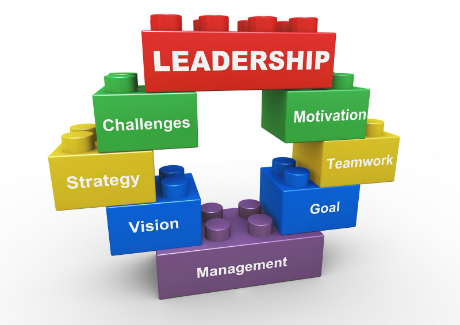 LEADERSHIP
Challenges
Motivation
Strategy
Teamwork
Vision
Goal
Management